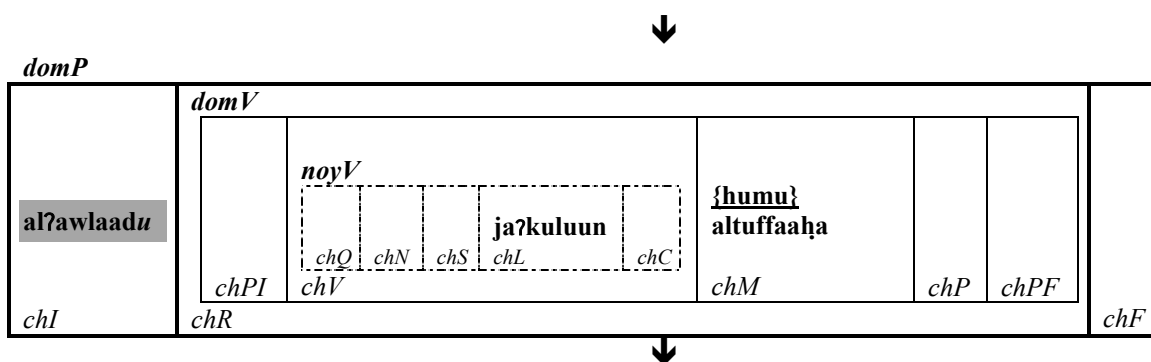 domP
domV
noyV
{humu}
alʔawlaadu jaʔkuluun altuffaaḥa
chQ chN chS chL chC
chPI chV chM chP chPF
chI chR chF